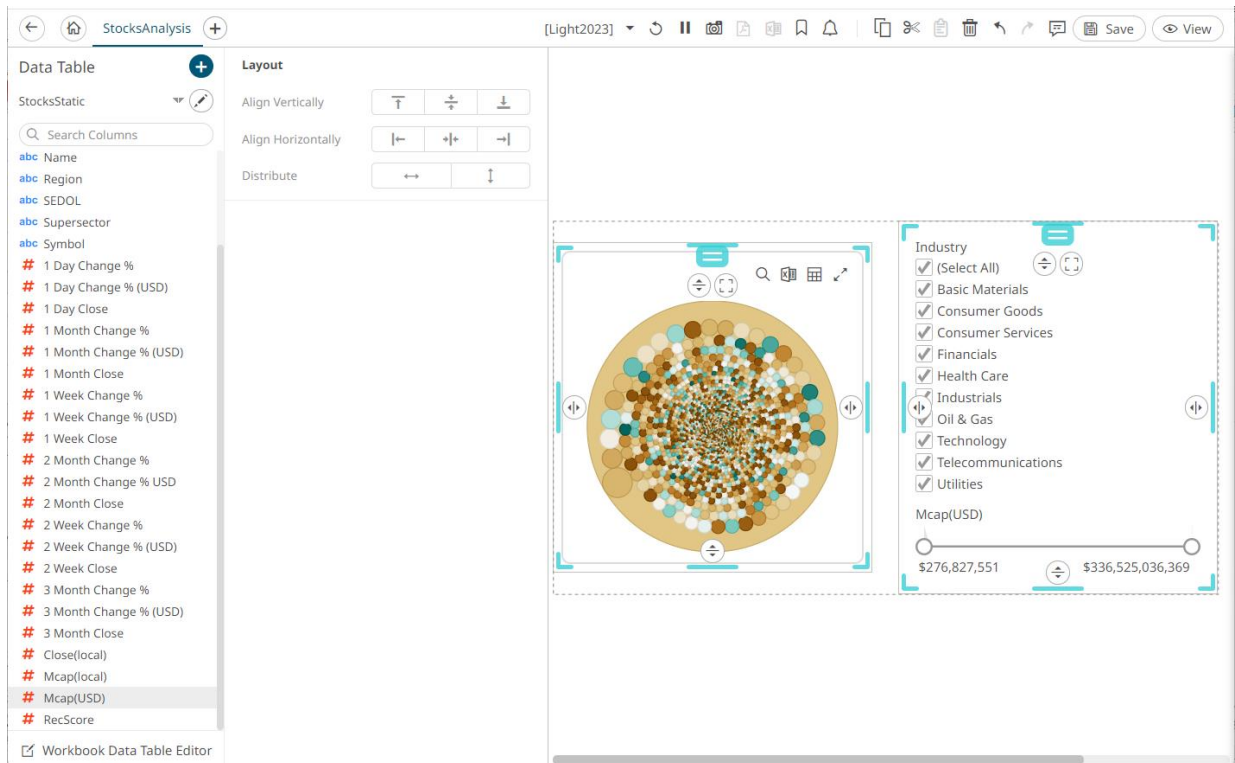 StocksAnalysis
[Light2023]
Save
View
Data Table
StocksStatic
Search Columns
abc Name
abc Region
abc SEDOL
abc Supersector
abc Symbol
# 1 Day Change %
# 1 Day Change % (USD)
# 1 Day Close
# 1 Month Change %
# 1 Month Change % (USD)
# 1 Month Close
# 1 Week Change %
# 1 Week Change % (USD)
# 1 Week Close
# 2 Month Change %
# 2 Month Change % USD
# 2 Month Close
# 2 Week Change %
# 2 Week Change % (USD)
# 2 Week Close
# 3 Month Change %
# 3 Month Change % (USD)
# 3 Month Close
# Close(local)
# Mcap(local)
# Mcap(USD)
# RecScore
Workbook Data Table Editor
Layout
Align Vertically
Align Horizontally
Distribute
Industry
(Select All)
Basic Materials
Consumer Goods
Consumer Services
Financials
Health Care
Industrials
Oil & Gas
Technology
Telecommunications
Utilities
Mcap(USD)
$276,827,551
$336,525,036,369